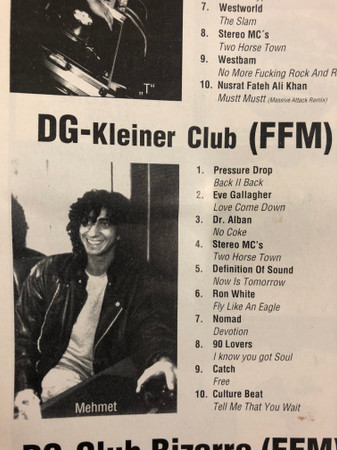 7. Westworld
The Slam
8. Stereo MC´s
Two Horse Town
9. Westbam
No More Fucking Rock And R
10. Nusrat Fateh Ali Khan
Mustt Mustt (Massive Attack Remix)
„T"
DG-Kleiner Club (FFM)
1. Pressure Drop
Back II Back
2. Eve Gallagher
Love Come Down
3. Dr. Alban
No Coke
4. Stereo MC's
Two Horse Town
5. Definition Of Sound
Now Is Tomorrow
6. Ron White
Fly Like An Eagle
7. Nomad
Devotion
8. 90 Lovers
I know you got Soul
9. Catch
Free
10. Culture Beat
Tell Me That You Wait
Mehmet
DG-Club Bizarre (FFM)